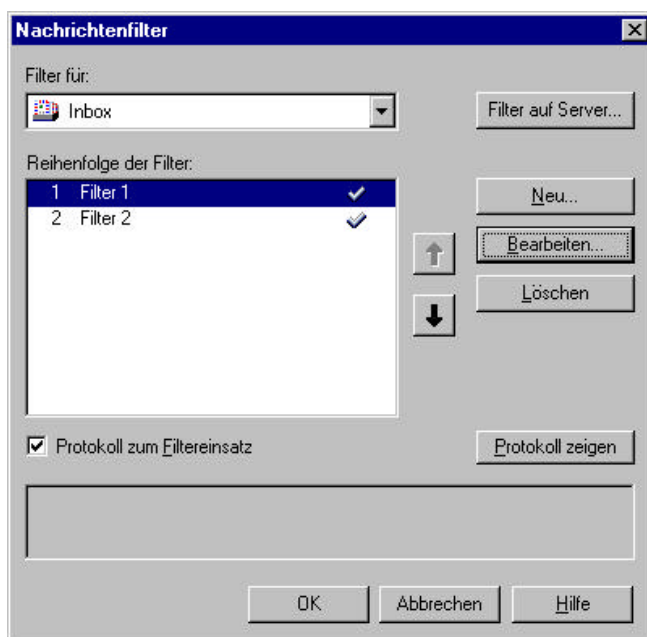 Nachrichtenfilter
Filter für:
Inbox
Filter auf Server...
Reihenfolge der Filter:
1 Filter 1
2 Filter 2
Neu...
Bearbeiten...
Löschen
Protokoll zum Filtereinsatz
Protokoll zeigen
OK
Abbrechen
Hilfe